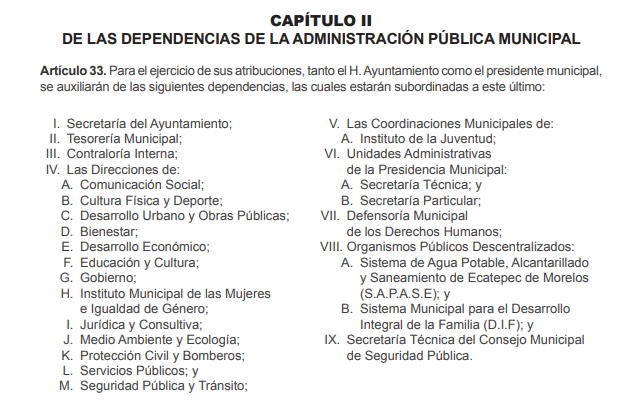 CAPÍTULO II
DE LAS DEPENDENCIAS DE LA ADMINISTRACIÓN PÚBLICA MUNICIPAL
Artículo 33. Para el ejercicio de sus atribuciones, tanto el H. Ayuntamiento como el presidente municipal,
se auxiliarán de las siguientes dependencias, las cuales estarán subordinadas a este último:
I. Secretaría del Ayuntamiento;
II. Tesorería Municipal;
III. Contraloría Interna;
IV. Las Direcciones de:
A. Comunicación Social;
B. Cultura Física y Deporte;
C. Desarrollo Urbano y Obras Públicas;
D. Bienestar;
E. Desarrollo Económico;
F. Educación y Cultura;
G. Gobierno;
H. Instituto Municipal de las Mujeres
e Igualdad de Género;
I. Jurídica y Consultiva;
J. Medio Ambiente y Ecología;
K. Protección Civil y Bomberos;
L. Servicios Públicos; y
M. Seguridad Pública y Tránsito;
V. Las Coordinaciones Municipales de:
A. Instituto de la Juventud;
VI. Unidades Administrativas
de la Presidencia Municipal:
A. Secretaría Técnica; y
B. Secretaría Particular;
VII. Defensoría Municipal
de los Derechos Humanos;
VIII. Organismos Públicos Descentralizados:
A. Sistema de Agua Potable, Alcantarillado
y Saneamiento de Ecatepec de Morelos
(S.A.P.A.S.E); y
B. Sistema Municipal para el Desarrollo
Integral de la Familia (D.I.F); y
IX. Secretaría Técnica del Consejo Municipal
de Seguridad Pública.